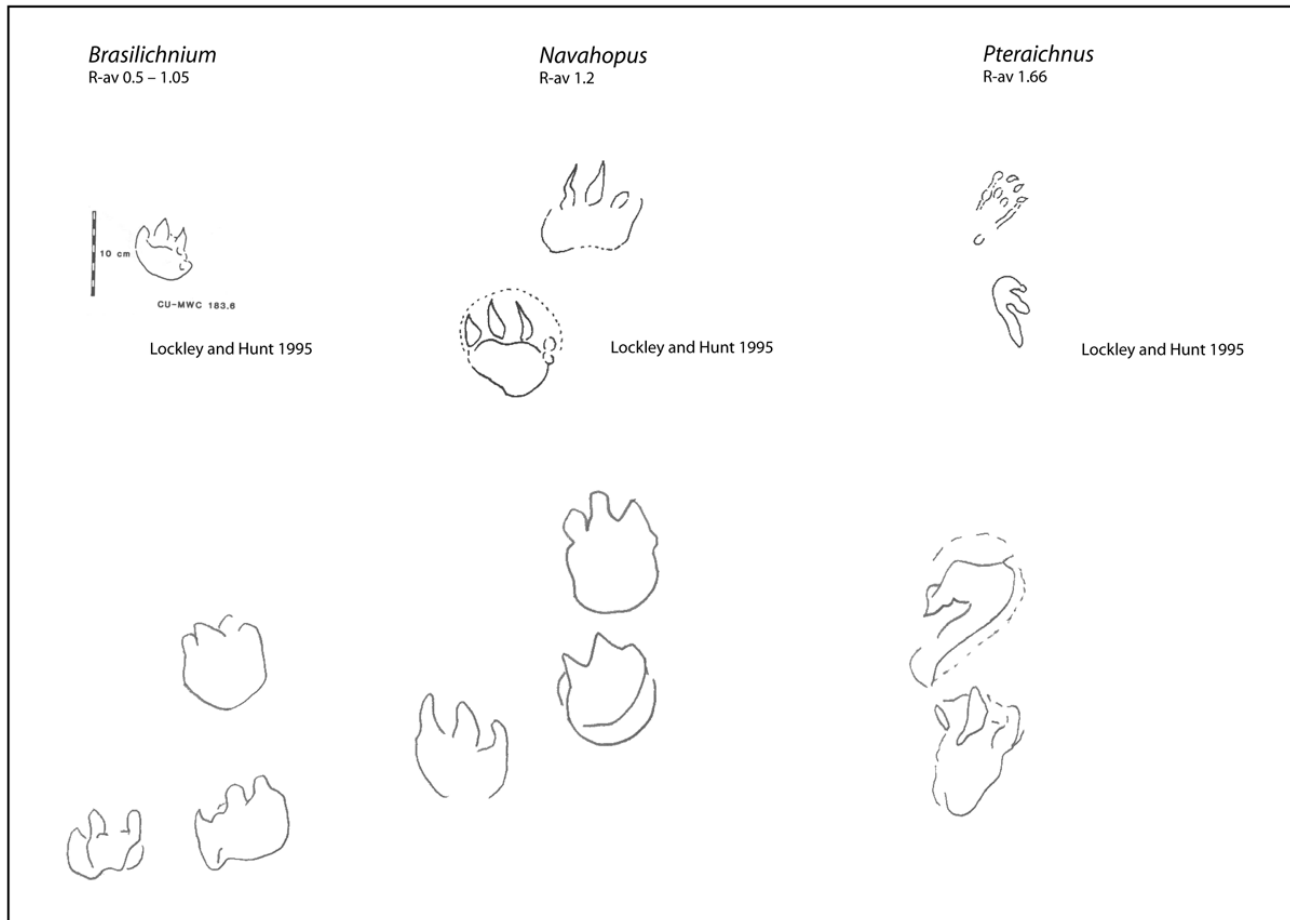 Brasilichnium
R-av 0.5 – 1.05
Navahopus
R-av 1.2
Pteraichnus
R-av 1.66
10 cm
CU-MWC 183.6
Lockley and Hunt 1995
Lockley and Hunt 1995
Lockley and Hunt 1995